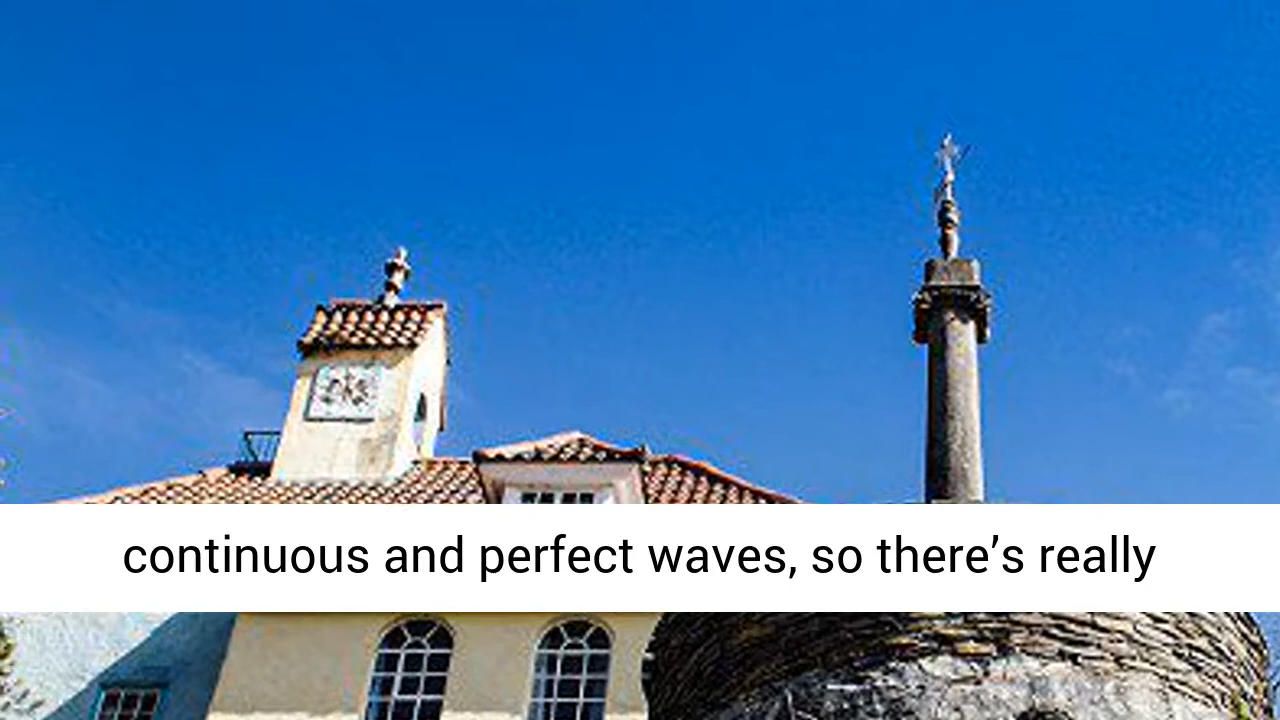 continuous and perfect waves, so there’s really